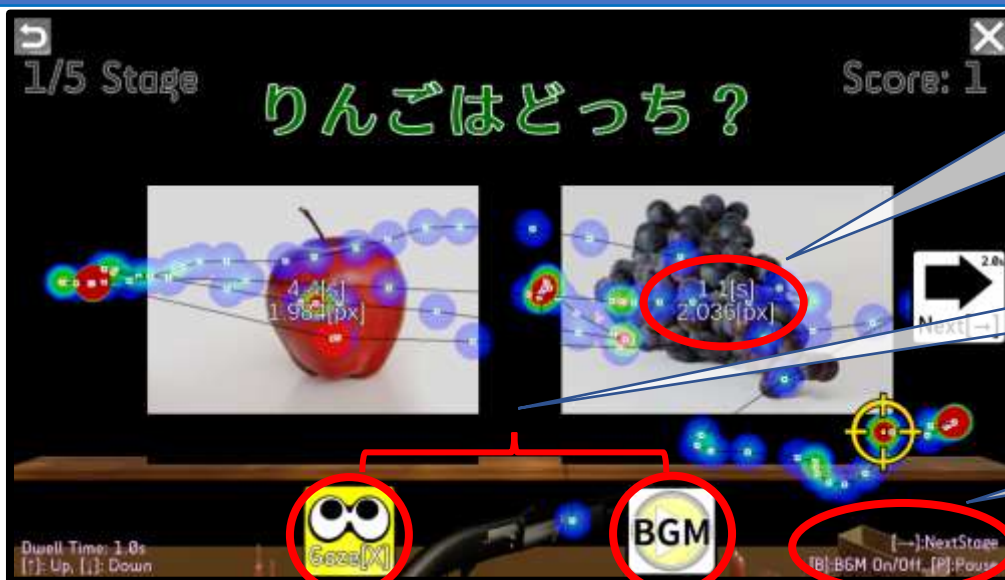 1/5 Stage
Score: 1
りんごはどっち？
4.4[s]
1.984[px]
1.1[s]
2.036[px]
2.0s
Next[→]
Gaze[X]
BGM
Dwell Time: 1.0s
[↑]: Up, [↓]: Down
[→]:NextStage
[B]:BGM On/Off, [P]:Pause